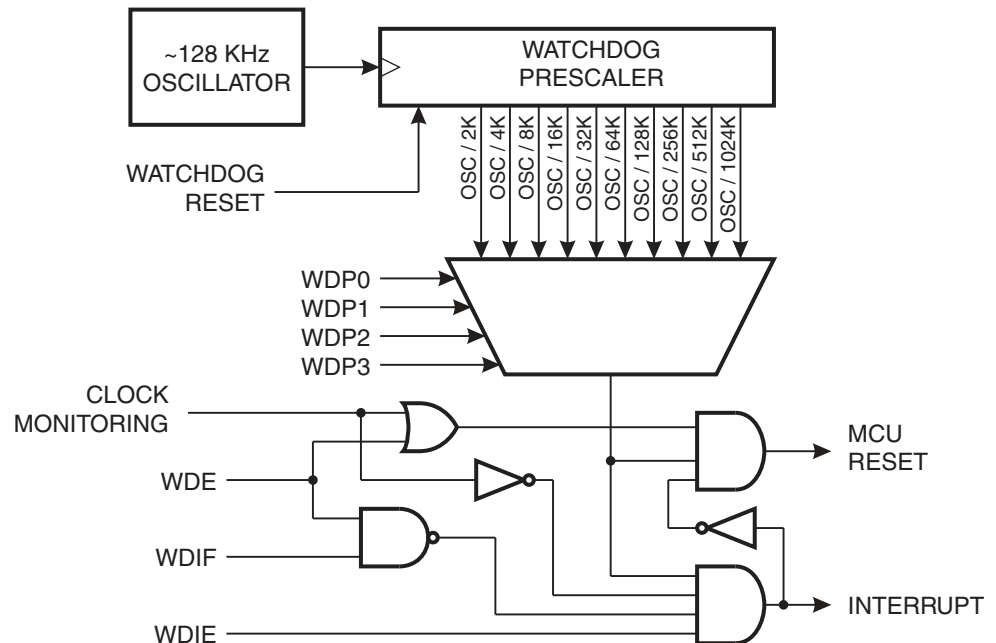 ~128 KHz
OSCILLATOR
WATCHDOG
PRESCALER
WATCHDOG
RESET
OSC / 2K
OSC / 4K
OSC / 8K
OSC / 16K
OSC / 32K
OSC / 64K
OSC / 128K
OSC / 256K
OSC / 512K
OSC / 1024K
WDP0
WDP1
WDP2
WDP3
CLOCK
MONITORING
MCU
RESET
WDE
WDIF
INTERRUPT
WDIE